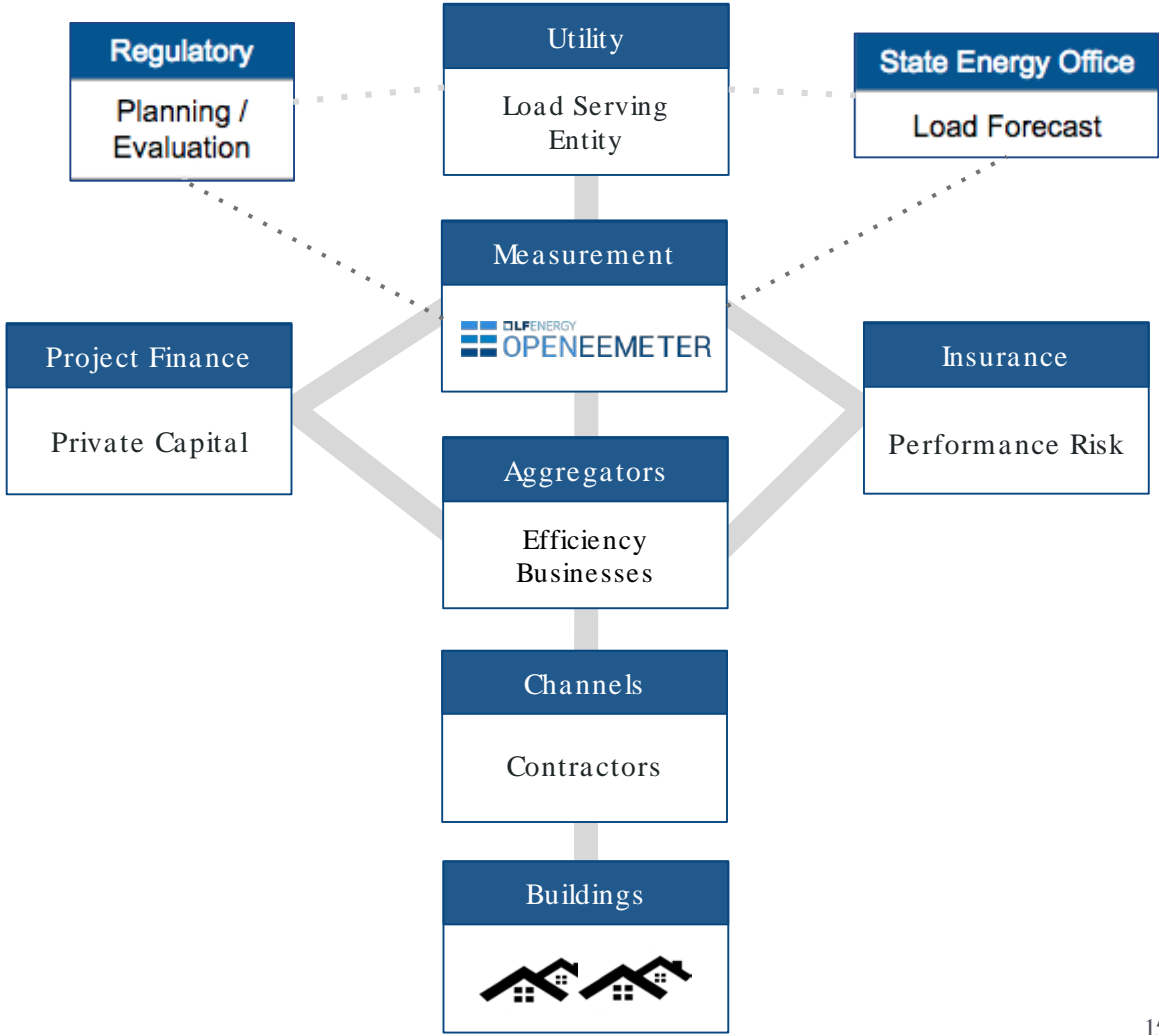 Regulatory
Planning /
Evaluation
Utility
Load Serving
Entity
State Energy Office
Load Forecast
Measurement
LFENERGY
OPENEEMETER
Project Finance
Private Capital
Insurance
Performance Risk
Aggregators
Efficiency
Businesses
Channels
Contractors
Buildings